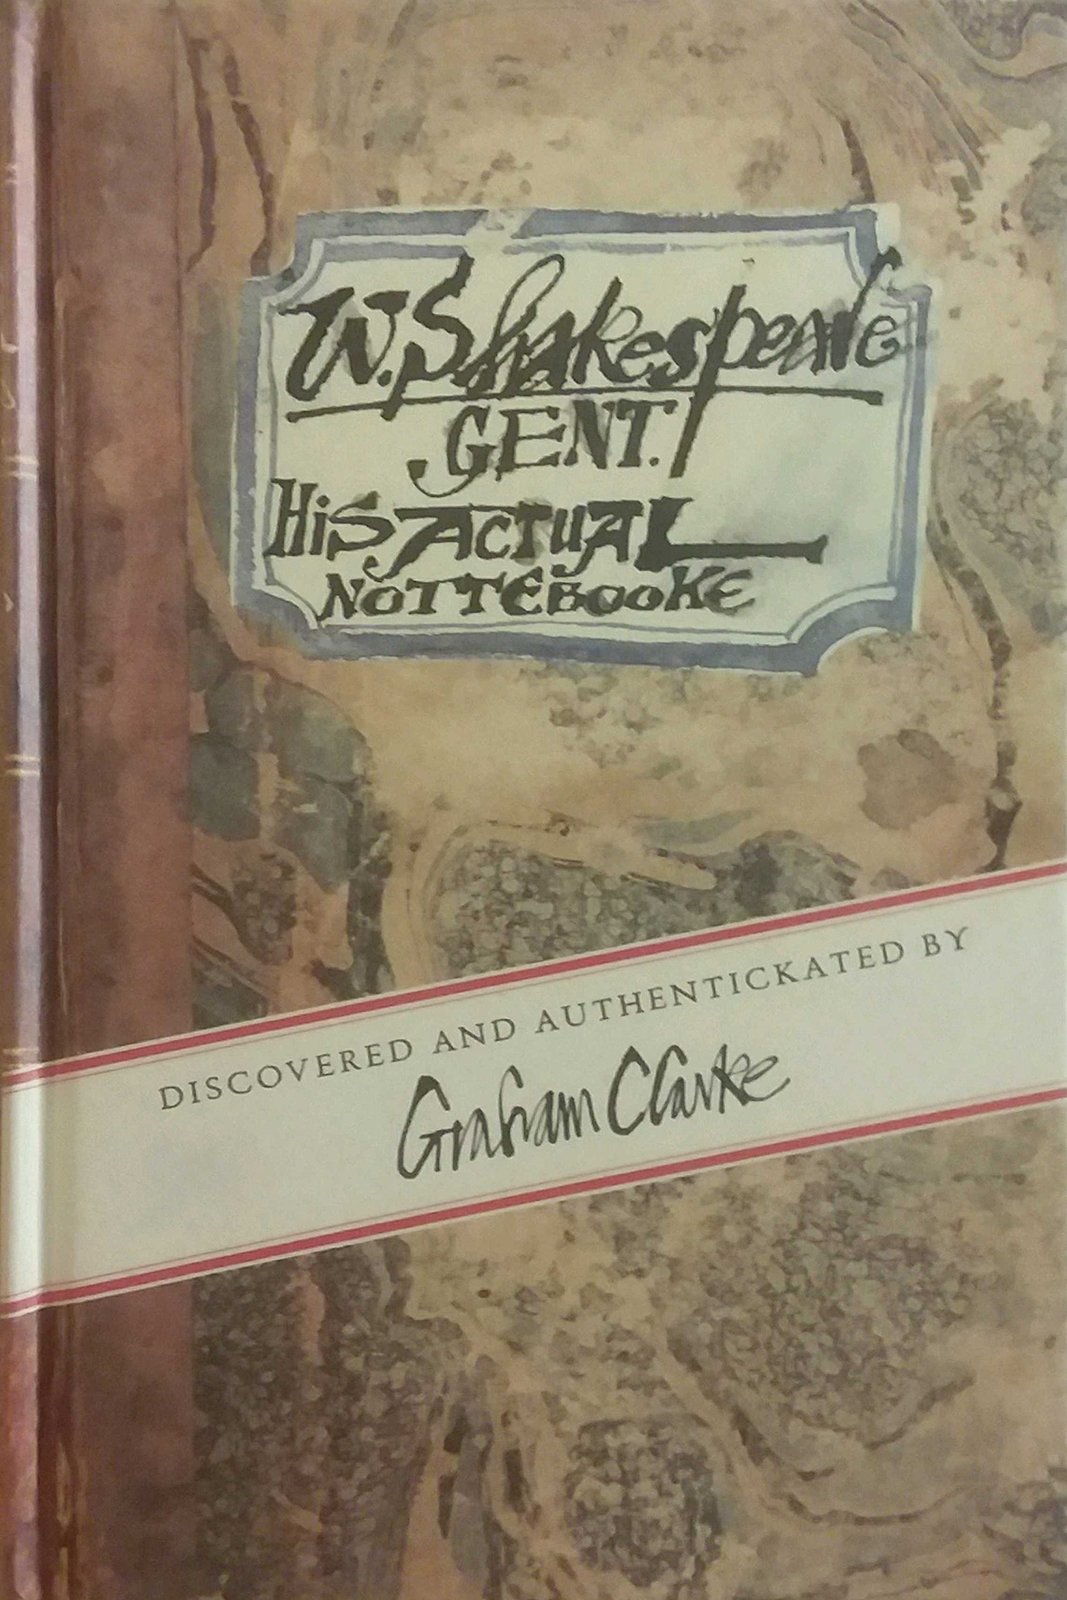 W. Shakespeare
GENT.
HiS ACTUAL
NOTTEBOOKE
DISCOVERED AND AUTHENTICKATED BY
Graham Clarke